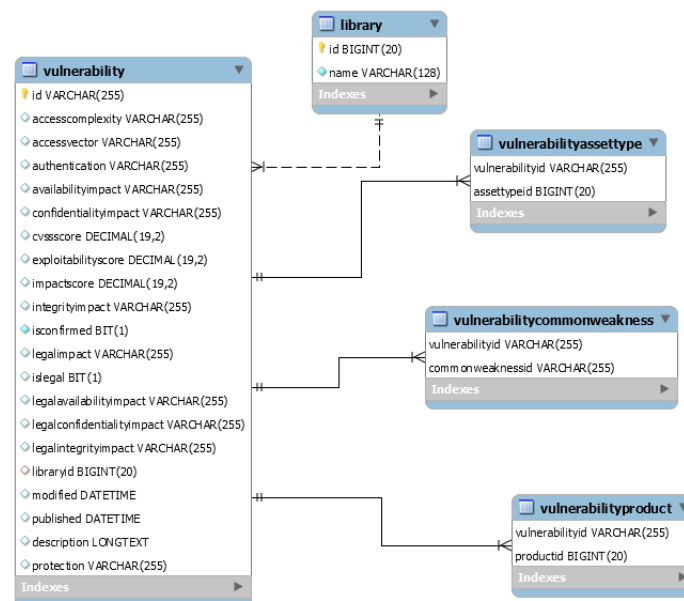 library
id BIGINT(20)
name VARCHAR(128)
Indexes
vulnerability
id VARCHAR(255)
accesscomplexity VARCHAR(255)
accessvector VARCHAR(255)
authentication VARCHAR(255)
availabilityimpact VARCHAR(255)
confidentialityimpact VARCHAR(255)
cvssscore DECIMAL(19,2)
exploitabilityscore DECIMAL(19,2)
impactscore DECIMAL(19,2)
integrityimpact VARCHAR(255)
isconfirmed BIT(1)
legalimpact VARCHAR(255)
islegal BIT(1)
legalavailabilityimpact VARCHAR(255)
legalconfidentialityimpact VARCHAR(255)
legalintegrityimpact VARCHAR(255)
libraryid BIGINT(20)
modified DATETIME
published DATETIME
description LONGTEXT
protection VARCHAR(255)
Indexes
vulnerabilityassettype
vulnerabilityid VARCHAR(255)
assettypeid BIGINT(20)
Indexes
vulnerabilitycommonweakness
vulnerabilityid VARCHAR(255)
commonweaknessid VARCHAR(255)
Indexes
vulnerabilityproduct
vulnerabilityid VARCHAR(255)
productid BIGINT(20)
Indexes